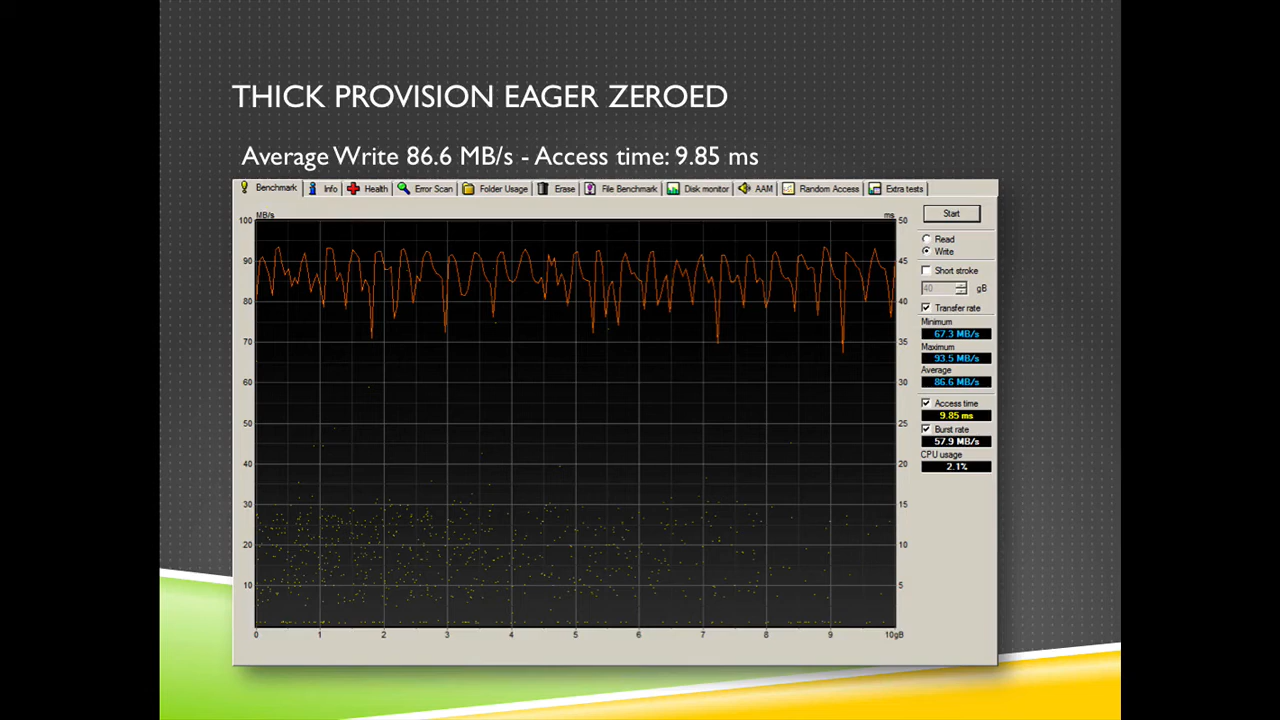 THICK PROVISION EAGER ZEROED
Average Write 86.6 MB/s - Access time: 9.85 ms
Benchmark Info Health Error Scan Folder Usage Erase File Benchmark Disk monitor AAM Random Access Extra tests
MB/s ms
100 50
90 45
80 40
70 35
60 30
50 25
40 20
30 15
20 10
10 5
0 1 2 3 4 5 6 7 8 9 10gB
Start
Read
Write
Short stroke
40 gB
Transfer rate
Minimum
67.3 MB/s
Maximum
93.5 MB/s
Average
86.6 MB/s
Access time
9.85 ms
Burst rate
57.9 MB/s
CPU usage
2.1%